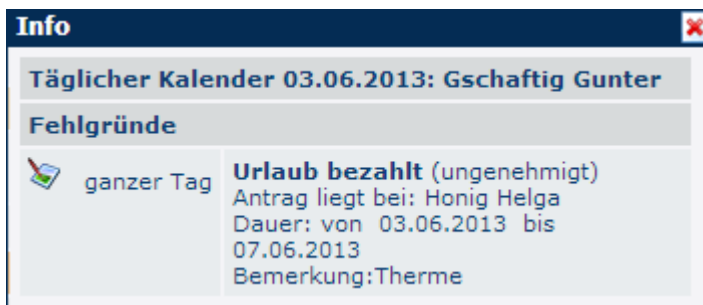 Info
Täglicher Kalender 03.06.2013: Gschaftig Gunter
Fehlgründe
ganzer Tag
Urlaub bezahlt (ungenehmigt)
Antrag liegt bei: Honig Helga
Dauer: von 03.06.2013 bis
07.06.2013
Bemerkung:Therme